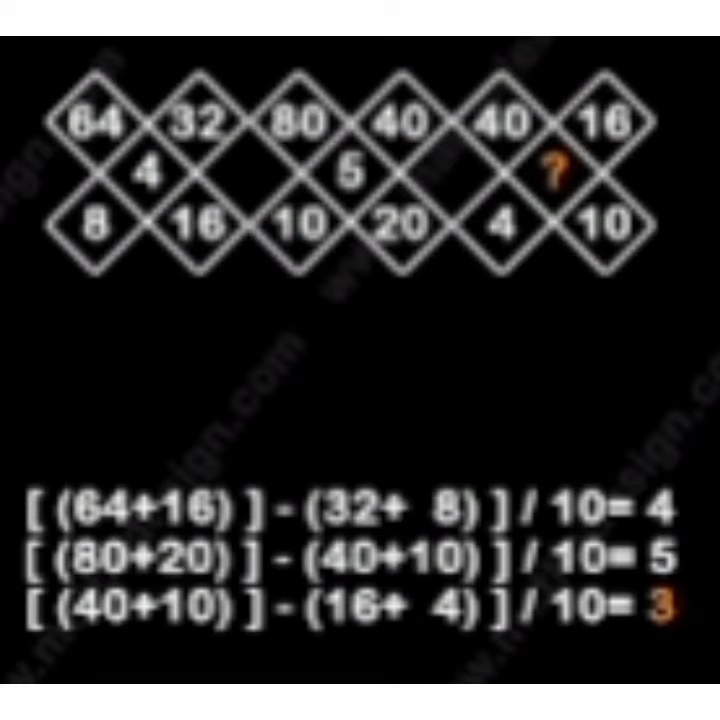 64 32 80 40 40 16
4 5 ?
8 16 10 20 4 10
[ (64+16) ] - (32+ 8) ] / 10= 4
[ (80+20) ] - (40+10) ] / 10= 5
[ (40+10) ] - (16+ 4) ] / 10= 3